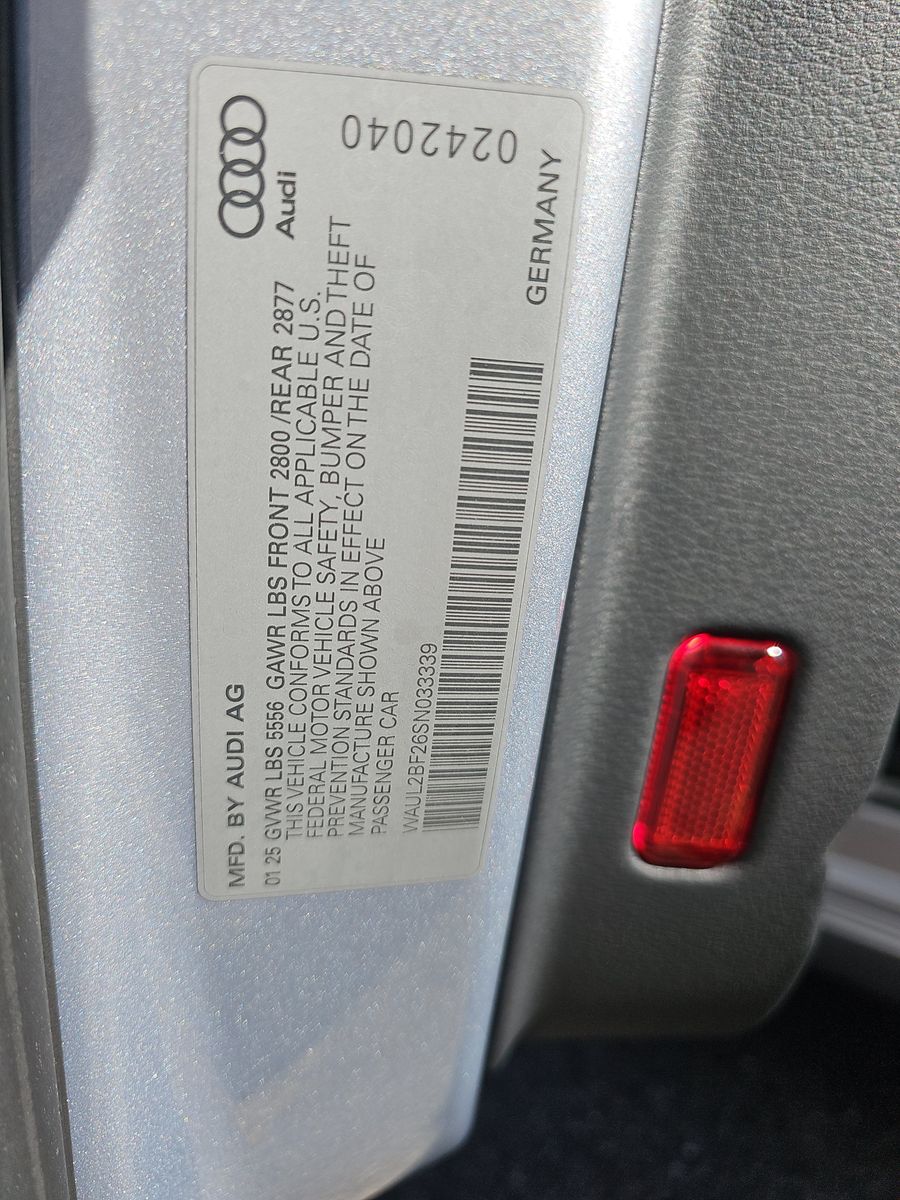 MFD. BY AUDI AG
Audi
01 25 GVWR LBS 5556 GAWR LBS FRONT 2800 /REAR 2877
THIS VEHICLE CONFORMS TO ALL APPLICABLE U.S.
FEDERAL MOTOR VEHICLE SAFETY, BUMPER AND THEFT
PREVENTION STANDARDS IN EFFECT ON THE DATE OF
MANUFACTURE SHOWN ABOVE
PASSENGER CAR
0242040
WAUL2BF26SN033339
GERMANY